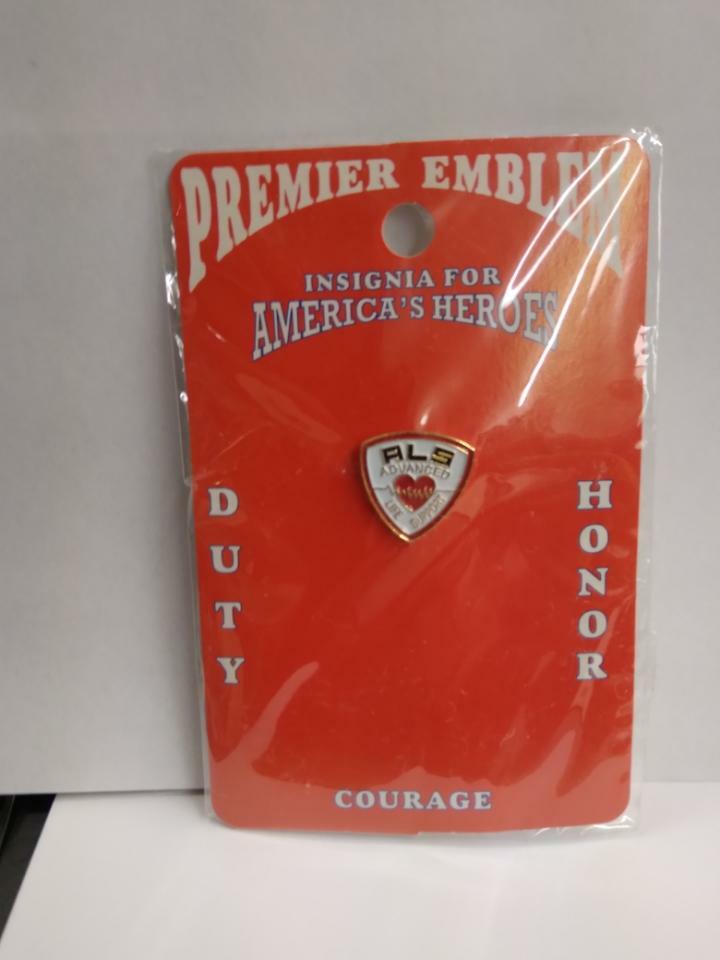 PREMIER EMBLEM
INSIGNIA FOR
AMERICA'S HEROES
ALS
ADVANCED
LIFE SUPPORT
DUTY
HONOR
COURAGE